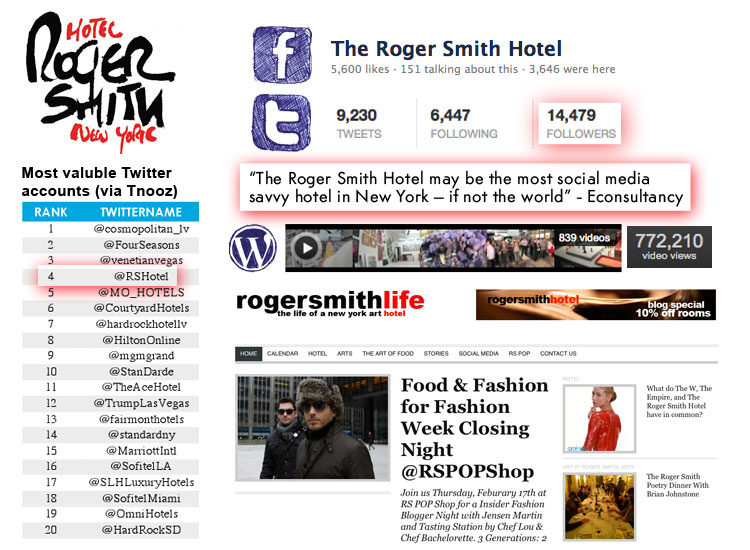 HOTEL
ROGER
SMITH
NEW YORK
Most valuble Twitter
accounts (via Tnooz)
RANK TWITTERNAME
1 @cosmopolitan_lv
2 @FourSeasons
3 @venetianvegas
4 @RSHotel
5 @MO_HOTELS
6 @CourtyardHotels
7 @hardrockhotellv
8 @HiltonOnline
9 @mgmgrand
10 @StanDarde
11 @TheAceHotel
12 @TrumpLasVegas
13 @fairmonthotels
14 @standardny
15 @MarriottIntl
16 @SofitelLA
17 @SLHLuxuryHotels
18 @SofitelMiami
19 @OmniHotels
20 @HardRockSD
f
The Roger Smith Hotel
5,600 likes · 151 talking about this · 3,646 were here
t
9,230 6,447 14,479
TWEETS FOLLOWING FOLLOWERS
“The Roger Smith Hotel may be the most social media
savvy hotel in New York – if not the world” - Econsultancy
W
839 videos
772,210
video views
rogersmithlife
the life of a new york art hotel
rogersmithhotel
blog special
10% off rooms
HOME CALENDAR HOTEL ARTS THE ART OF FOOD STORIES SOCIAL MEDIA RS POP CONTACT US
Food & Fashion
for Fashion
Week Closing
Night
@RSPOPShop
Join us Thursday, Feburary 17th at
RS POP Shop for a Insider Fashion
Blogger Night with Jensen Martin
and Tasting Station by Chef Lou &
Chef Bachelorette. 3 Generations: 2
HOTEL
What do The W, The
Empire, and The
Roger Smith Hotel
have in common?
ART AT ROGER SMITH, ARTS
The Roger Smith
Poetry Dinner With
Brian Johnstone